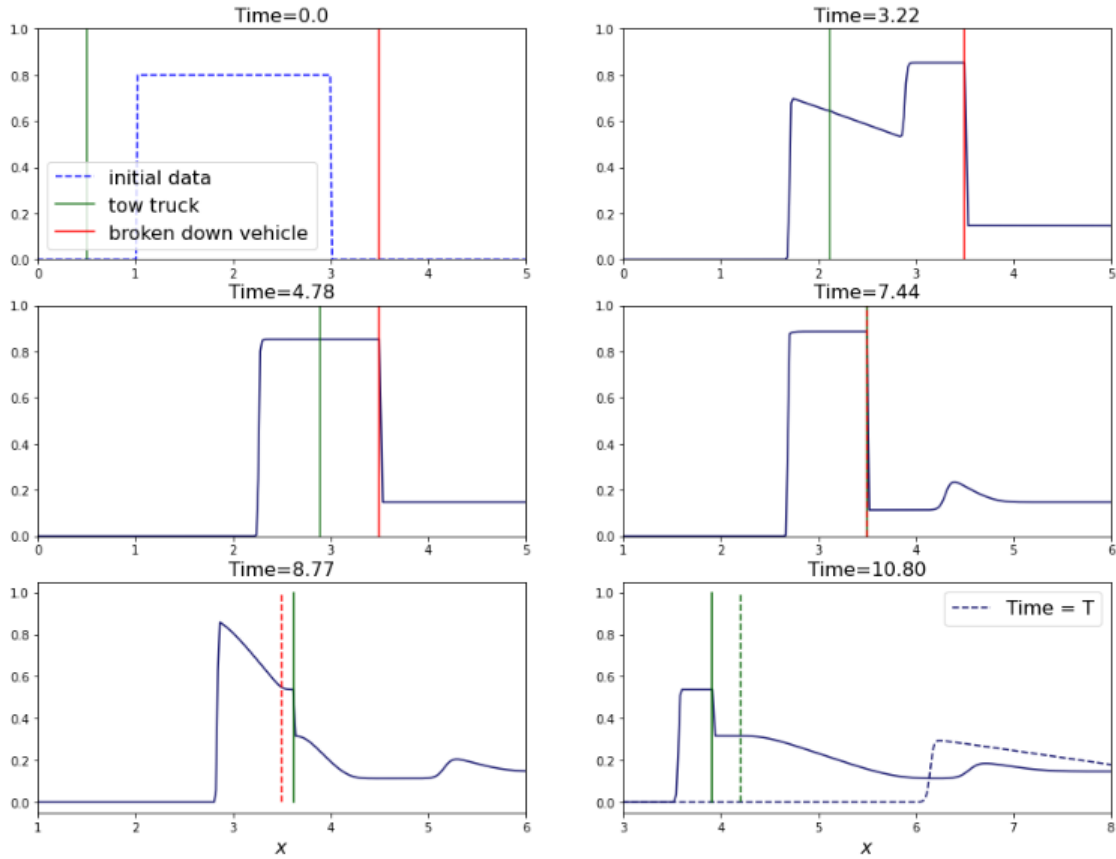 Time=0.0
1.0
0.8
0.6
0.4
0.2
0.0
0 1 2 3 4 5
initial data
tow truck
broken down vehicle
Time=3.22
1.0
0.8
0.6
0.4
0.2
0.0
0 1 2 3 4 5
Time=4.78
1.0
0.8
0.6
0.4
0.2
0.0
0 1 2 3 4 5
Time=7.44
1.0
0.8
0.6
0.4
0.2
0.0
1 2 3 4 5 6
Time=8.77
1.0
0.8
0.6
0.4
0.2
0.0
1 2 3 4 5 6
x
Time=10.80
1.0
0.8
0.6
0.4
0.2
0.0
Time = T
3 4 5 6 7 8
x